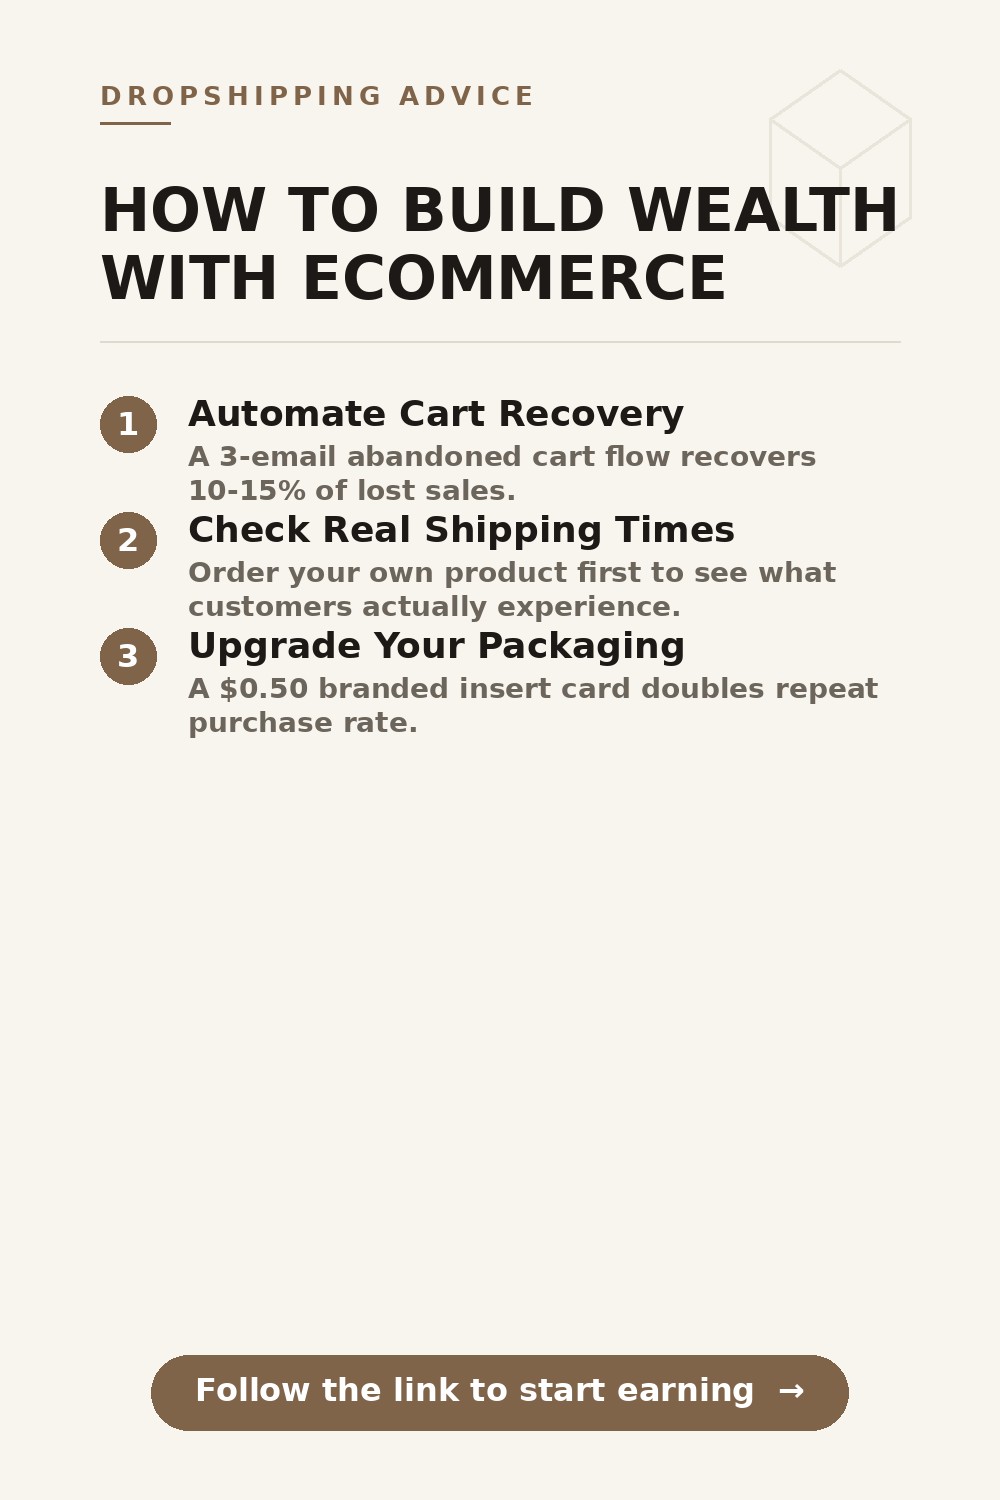 DROPSHIPPING ADVICE
HOW TO BUILD WEALTH
WITH ECOMMERCE
1 Automate Cart Recovery
A 3-email abandoned cart flow recovers
10-15% of lost sales.
2 Check Real Shipping Times
Order your own product first to see what
customers actually experience.
3 Upgrade Your Packaging
A $0.50 branded insert card doubles repeat
purchase rate.
Follow the link to start earning →